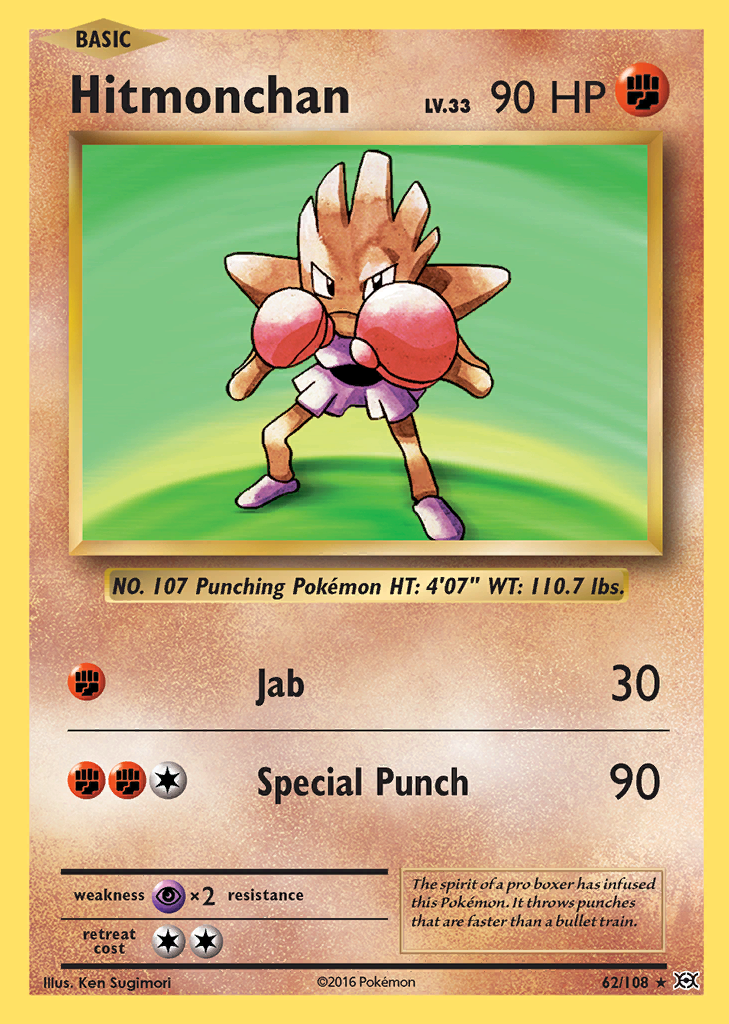 BASIC
Hitmonchan LV.33 90 HP
NO. 107 Punching Pokémon HT: 4'07" WT: 110.7 lbs.
Jab 30
Special Punch 90
weakness ×2 resistance
retreat
cost
The spirit of a pro boxer has infused
this Pokémon. It throws punches
that are faster than a bullet train.
Illus. Ken Sugimori ©2016 Pokémon 62/108 ★